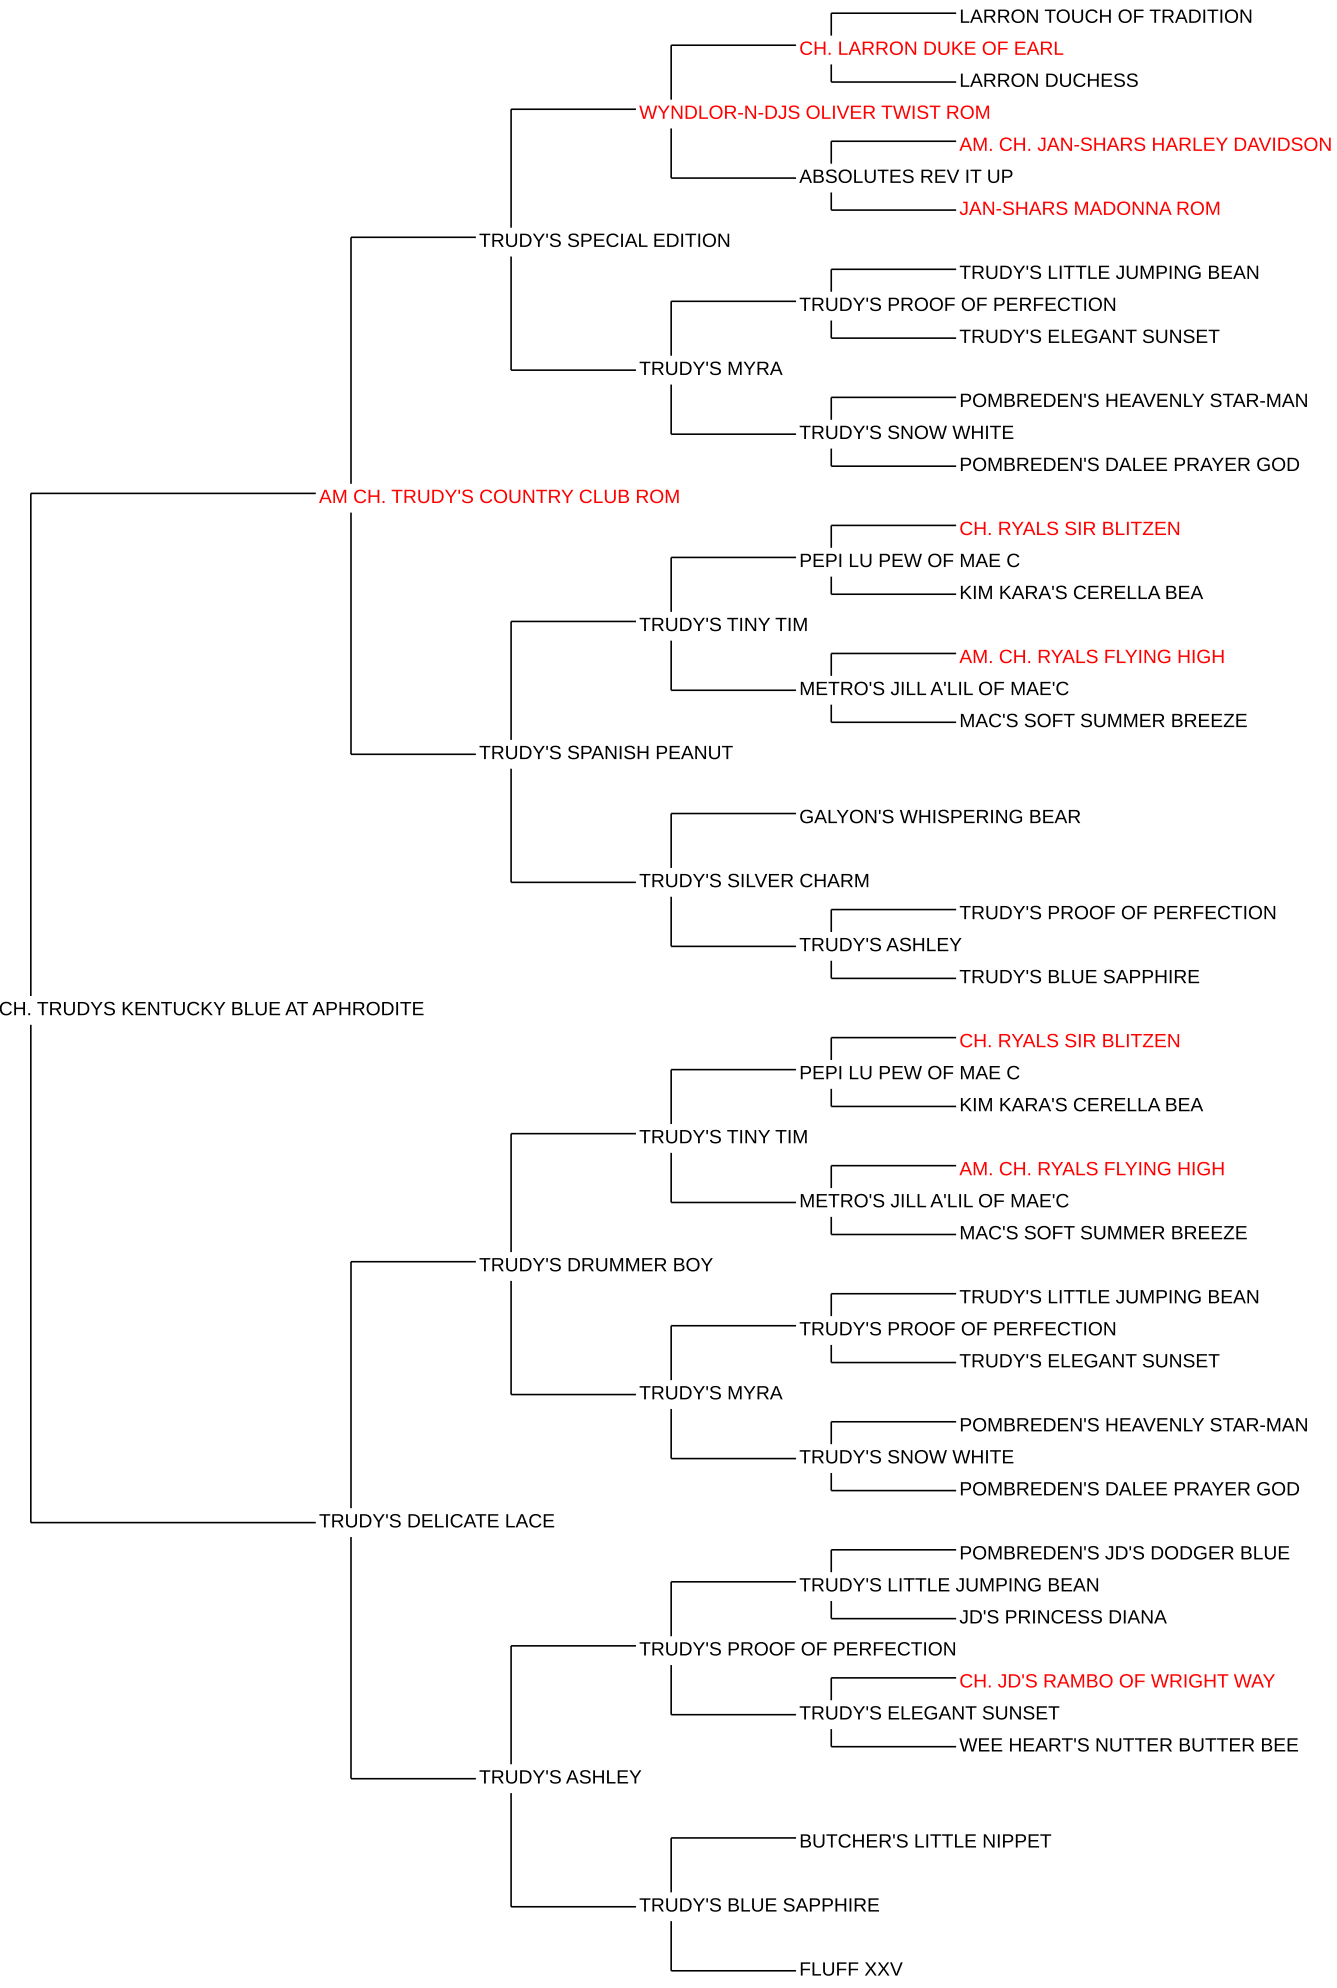 LARRON TOUCH OF TRADITION
CH. LARRON DUKE OF EARL
LARRON DUCHESS
WYNDLOR-N-DJS OLIVER TWIST ROM
AM. CH. JAN-SHARS HARLEY DAVIDSON
ABSOLUTES REV IT UP
JAN-SHARS MADONNA ROM
TRUDY'S SPECIAL EDITION
TRUDY'S LITTLE JUMPING BEAN
TRUDY'S PROOF OF PERFECTION
TRUDY'S ELEGANT SUNSET
TRUDY'S MYRA
POMBREDEN'S HEAVENLY STAR-MAN
TRUDY'S SNOW WHITE
POMBREDEN'S DALEE PRAYER GOD
AM CH. TRUDY'S COUNTRY CLUB ROM
CH. RYALS SIR BLITZEN
PEPI LU PEW OF MAE C
KIM KARA'S CERELLA BEA
TRUDY'S TINY TIM
AM. CH. RYALS FLYING HIGH
METRO'S JILL A'LIL OF MAE'C
MAC'S SOFT SUMMER BREEZE
TRUDY'S SPANISH PEANUT
GALYON'S WHISPERING BEAR
TRUDY'S SILVER CHARM
TRUDY'S PROOF OF PERFECTION
TRUDY'S ASHLEY
TRUDY'S BLUE SAPPHIRE
CH. TRUDYS KENTUCKY BLUE AT APHRODITE
CH. RYALS SIR BLITZEN
PEPI LU PEW OF MAE C
KIM KARA'S CERELLA BEA
TRUDY'S TINY TIM
AM. CH. RYALS FLYING HIGH
METRO'S JILL A'LIL OF MAE'C
MAC'S SOFT SUMMER BREEZE
TRUDY'S DRUMMER BOY
TRUDY'S LITTLE JUMPING BEAN
TRUDY'S PROOF OF PERFECTION
TRUDY'S ELEGANT SUNSET
TRUDY'S MYRA
POMBREDEN'S HEAVENLY STAR-MAN
TRUDY'S SNOW WHITE
POMBREDEN'S DALEE PRAYER GOD
TRUDY'S DELICATE LACE
POMBREDEN'S JD'S DODGER BLUE
TRUDY'S LITTLE JUMPING BEAN
JD'S PRINCESS DIANA
TRUDY'S PROOF OF PERFECTION
CH. JD'S RAMBO OF WRIGHT WAY
TRUDY'S ELEGANT SUNSET
WEE HEART'S NUTTER BUTTER BEE
TRUDY'S ASHLEY
BUTCHER'S LITTLE NIPPET
TRUDY'S BLUE SAPPHIRE
FLUFF XXV